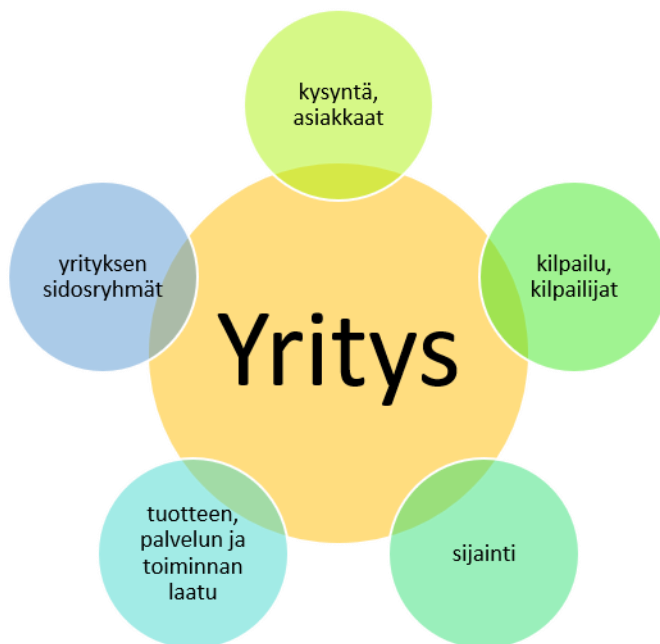 kysyntä,
asiakkaat
kilpailu,
kilpailijat
sijainti
tuotteen,
palvelun ja
toiminnan
laatu
yrityksen
sidosryhmät
Yritys